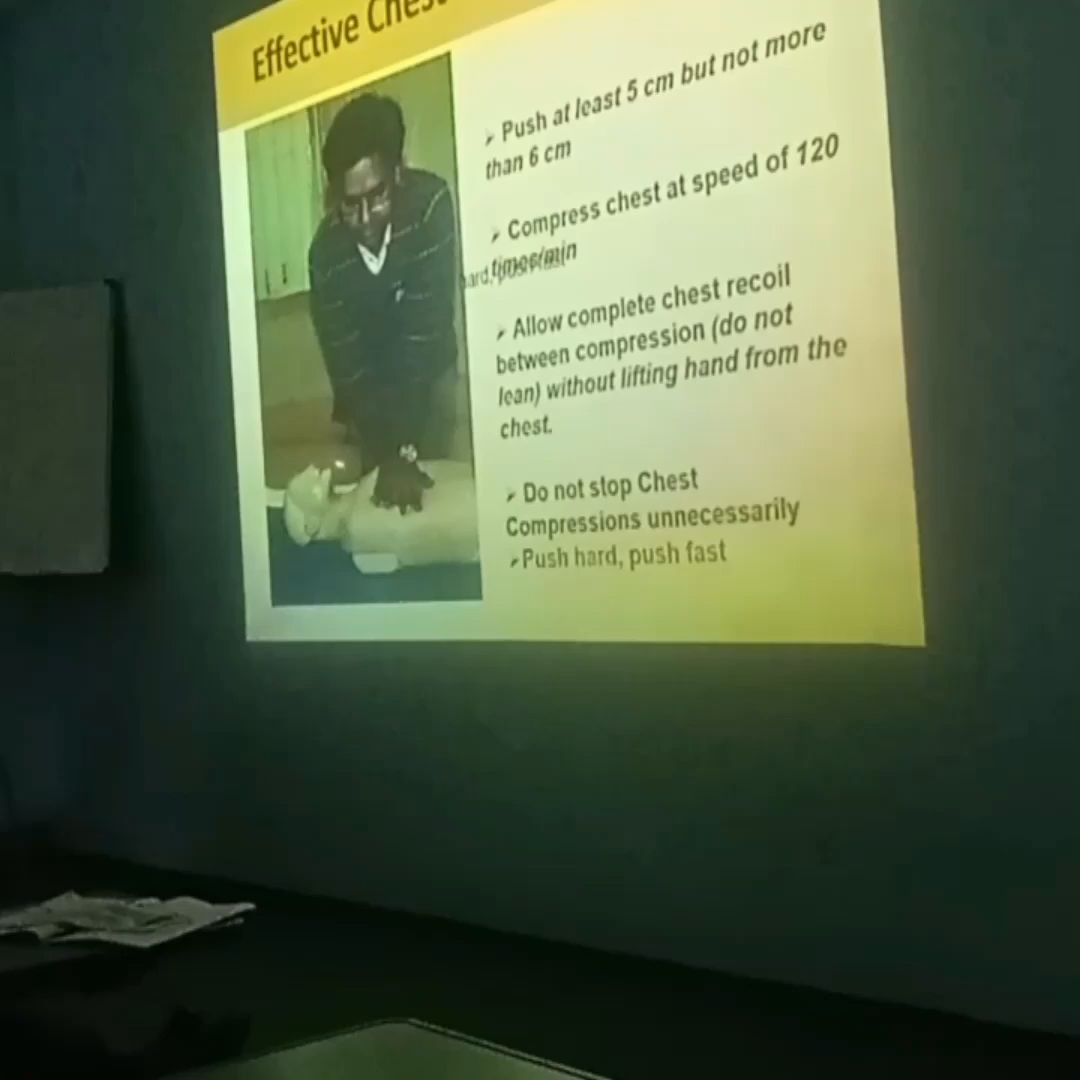 Effective Chest
➢ Push at least 5 cm but not more
than 6 cm
➢ Compress chest at speed of 120
times/min
➢ Allow complete chest recoil
between compression (do not
lean) without lifting hand from the
chest.
➢ Do not stop Chest
Compressions unnecessarily
➢Push hard, push fast